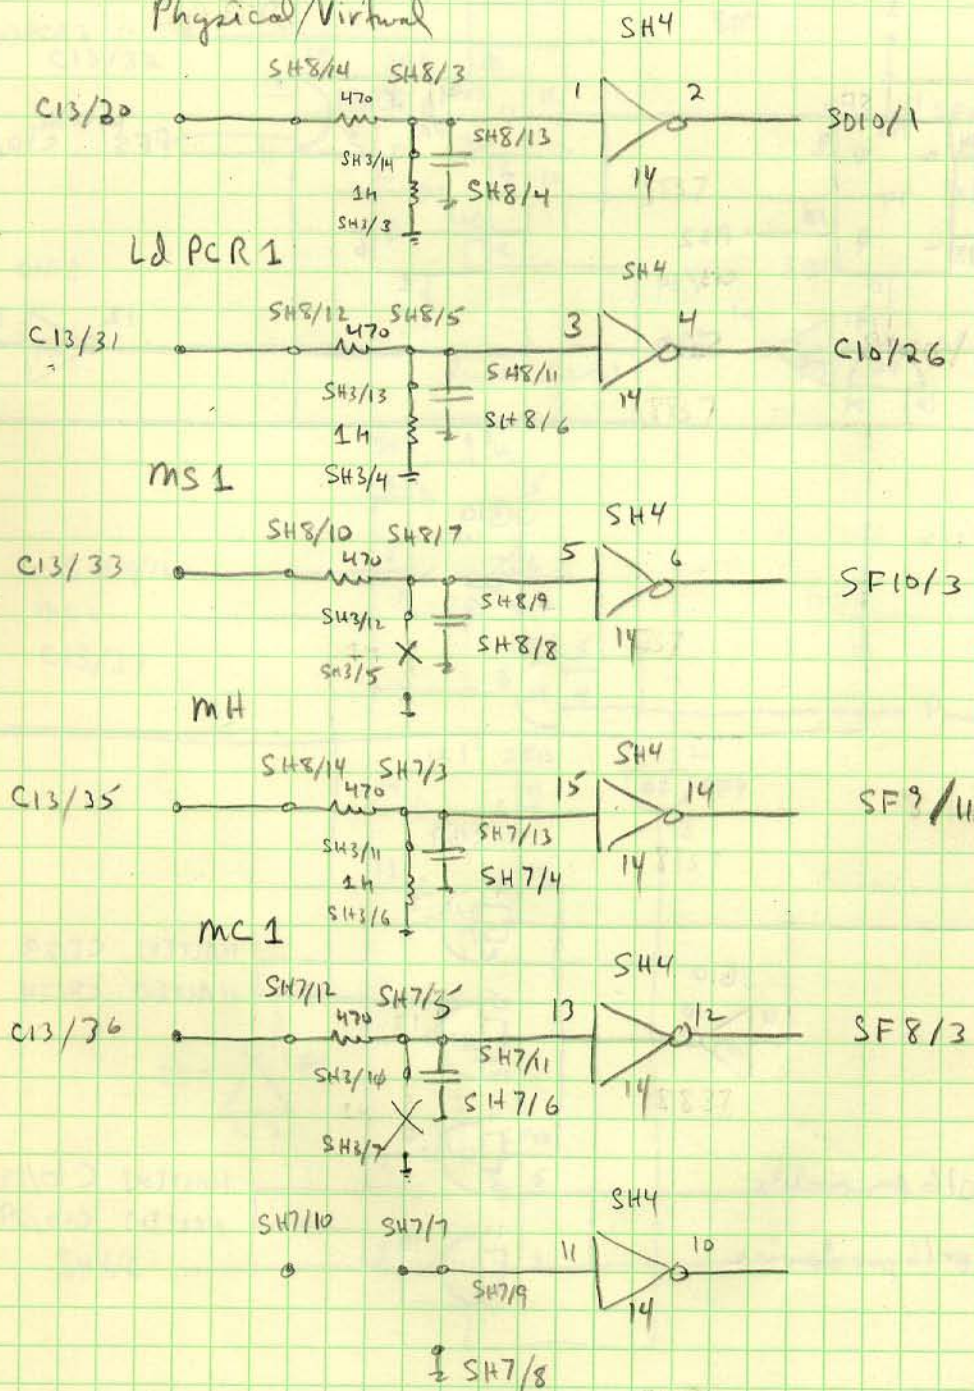 Physical/Virtual
SH4
SH8/14 SH8/3
C13/30 470 1 2 SD10/1
SH8/13
SH3/14
14
1k SH8/4
SH3/3
Ld PCR 1
SH4
SH8/12 SH8/5
C13/31 470 3 4 C10/26
SH8/11
SH3/13
14
1k SH8/6
SH3/4
MS 1
SH4
SH8/10 SH8/7
C13/33 470 5 6 SF10/3
SH8/9
SH3/12
14
SH8/8
SH3/5
MH
SH4
SH8/14 SH7/3
C13/35 470 15 14 SF9/11
SH7/13
SH3/11
14
1k SH7/4
SH3/6
MC 1
SH4
SH7/12 SH7/5
C13/36 470 13 12 SF8/3
SH7/11
SH3/10
14
SH7/6
SH3/7
SH4
SH7/10 SH7/7
11 10
SH7/9
14
SH7/8